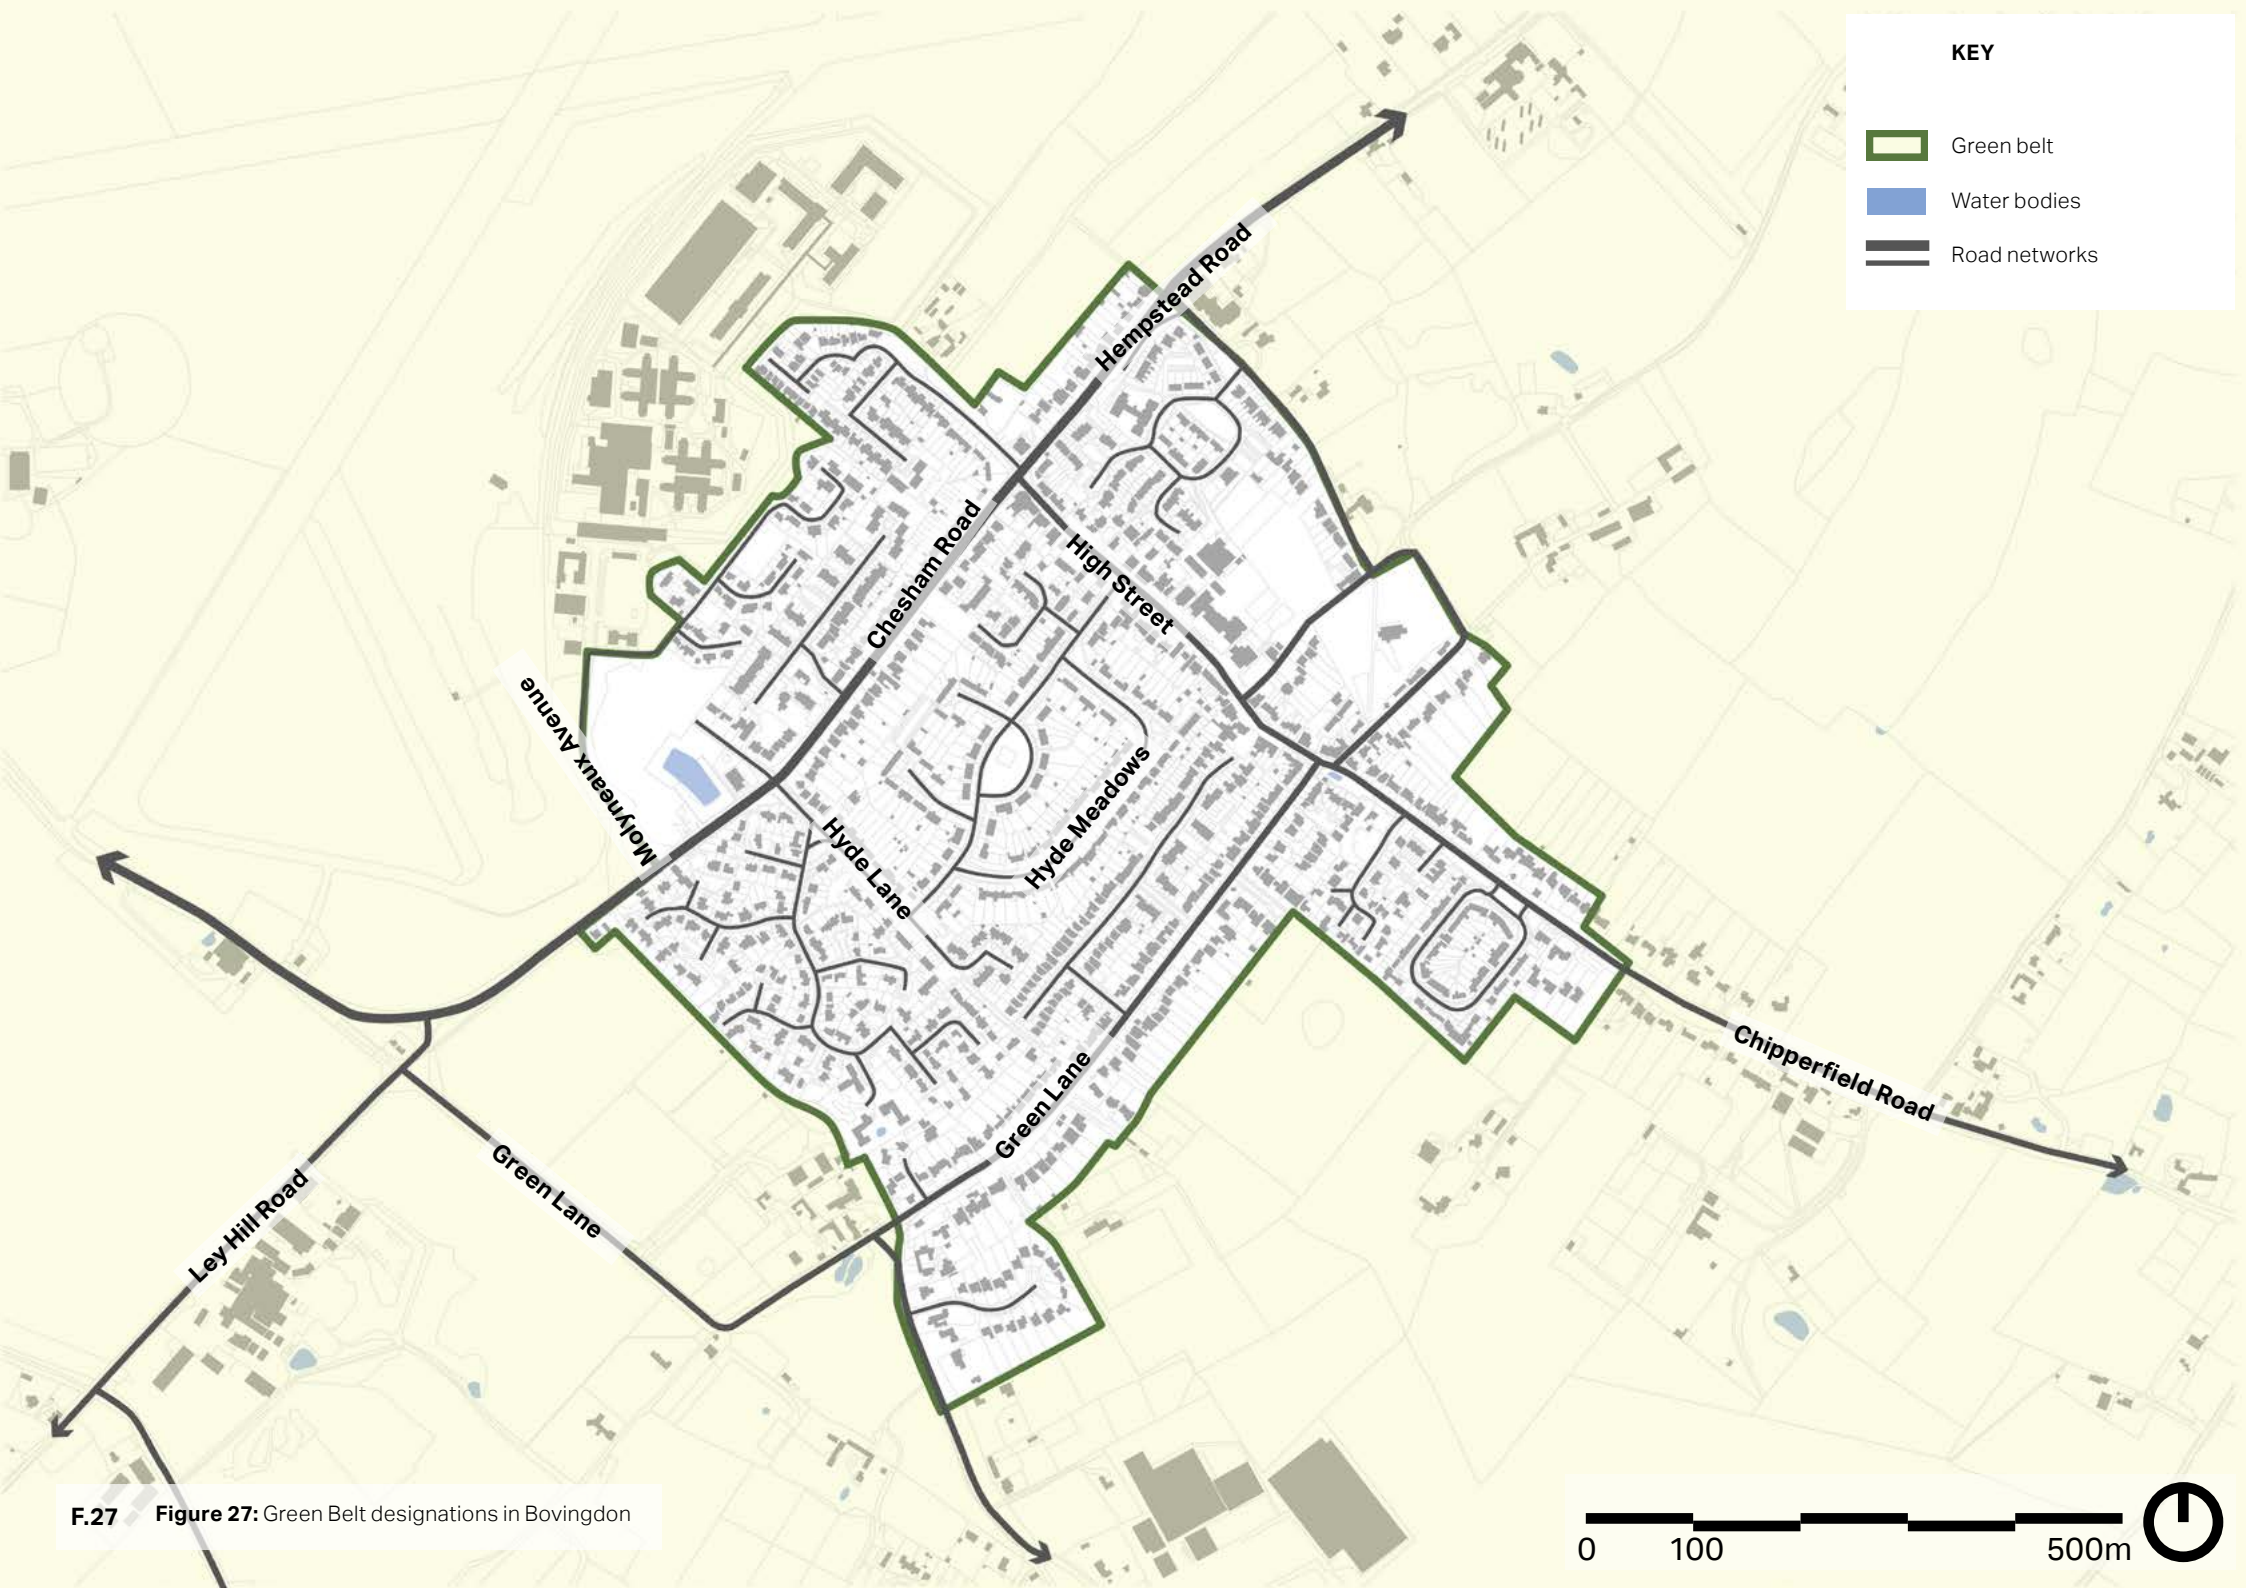 KEY
Green belt
Water bodies
Road networks
Hempstead Road
Chesham Road
High Street
Molyneaux Avenue
Hyde Lane
Hyde Meadows
Green Lane
Chipperfield Road
Green Lane
Ley Hill Road
F.27 Figure 27: Green Belt designations in Bovingdon
0 100 500m